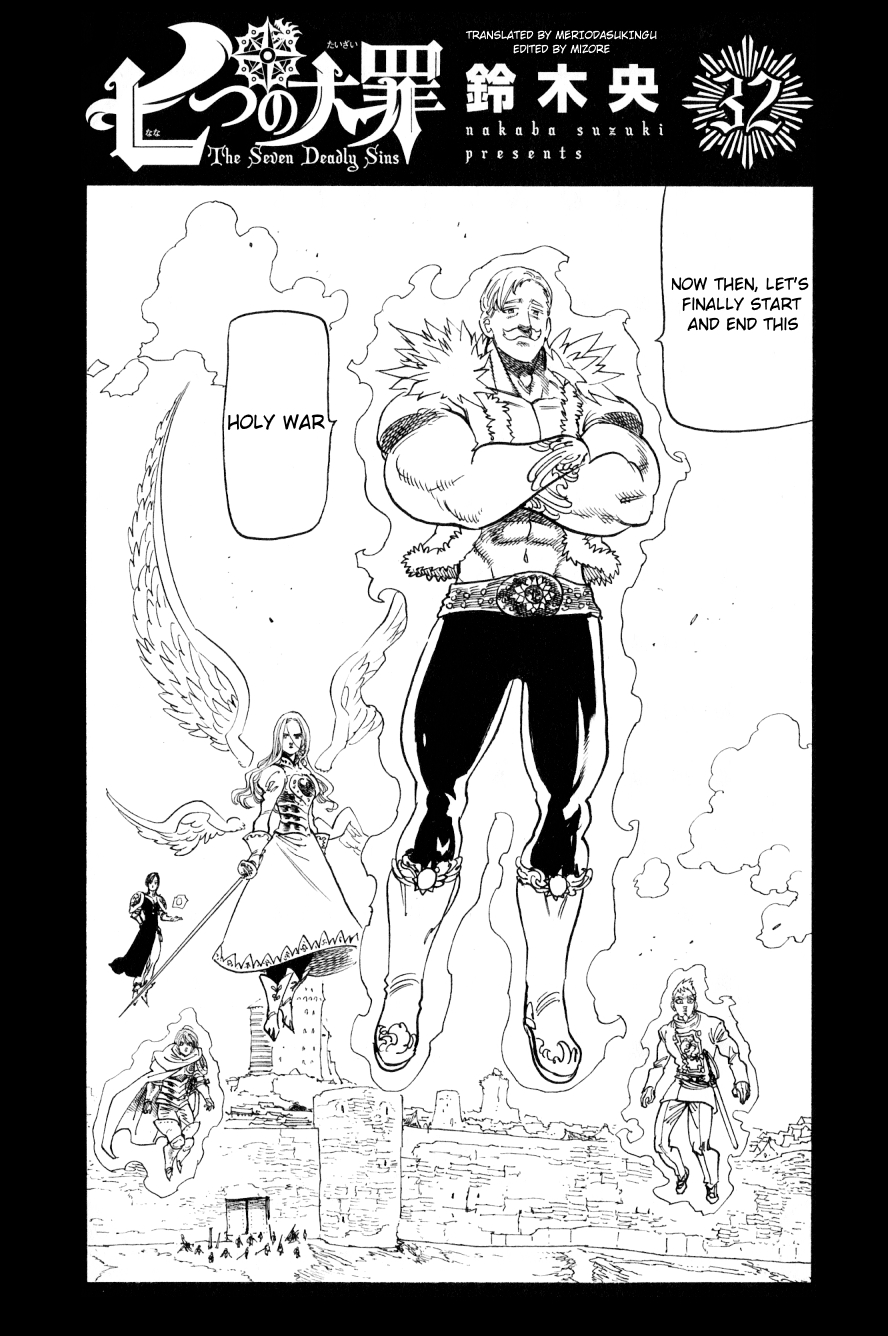 TRANSLATED BY MERIODASUKINGU
EDITED BY MIZORE
たいざい
七つの大罪
なな
The Seven Deadly Sins
鈴木央
nakaba suzuki
presents
32
NOW THEN, LET'S
FINALLY START
AND END THIS
HOLY WAR